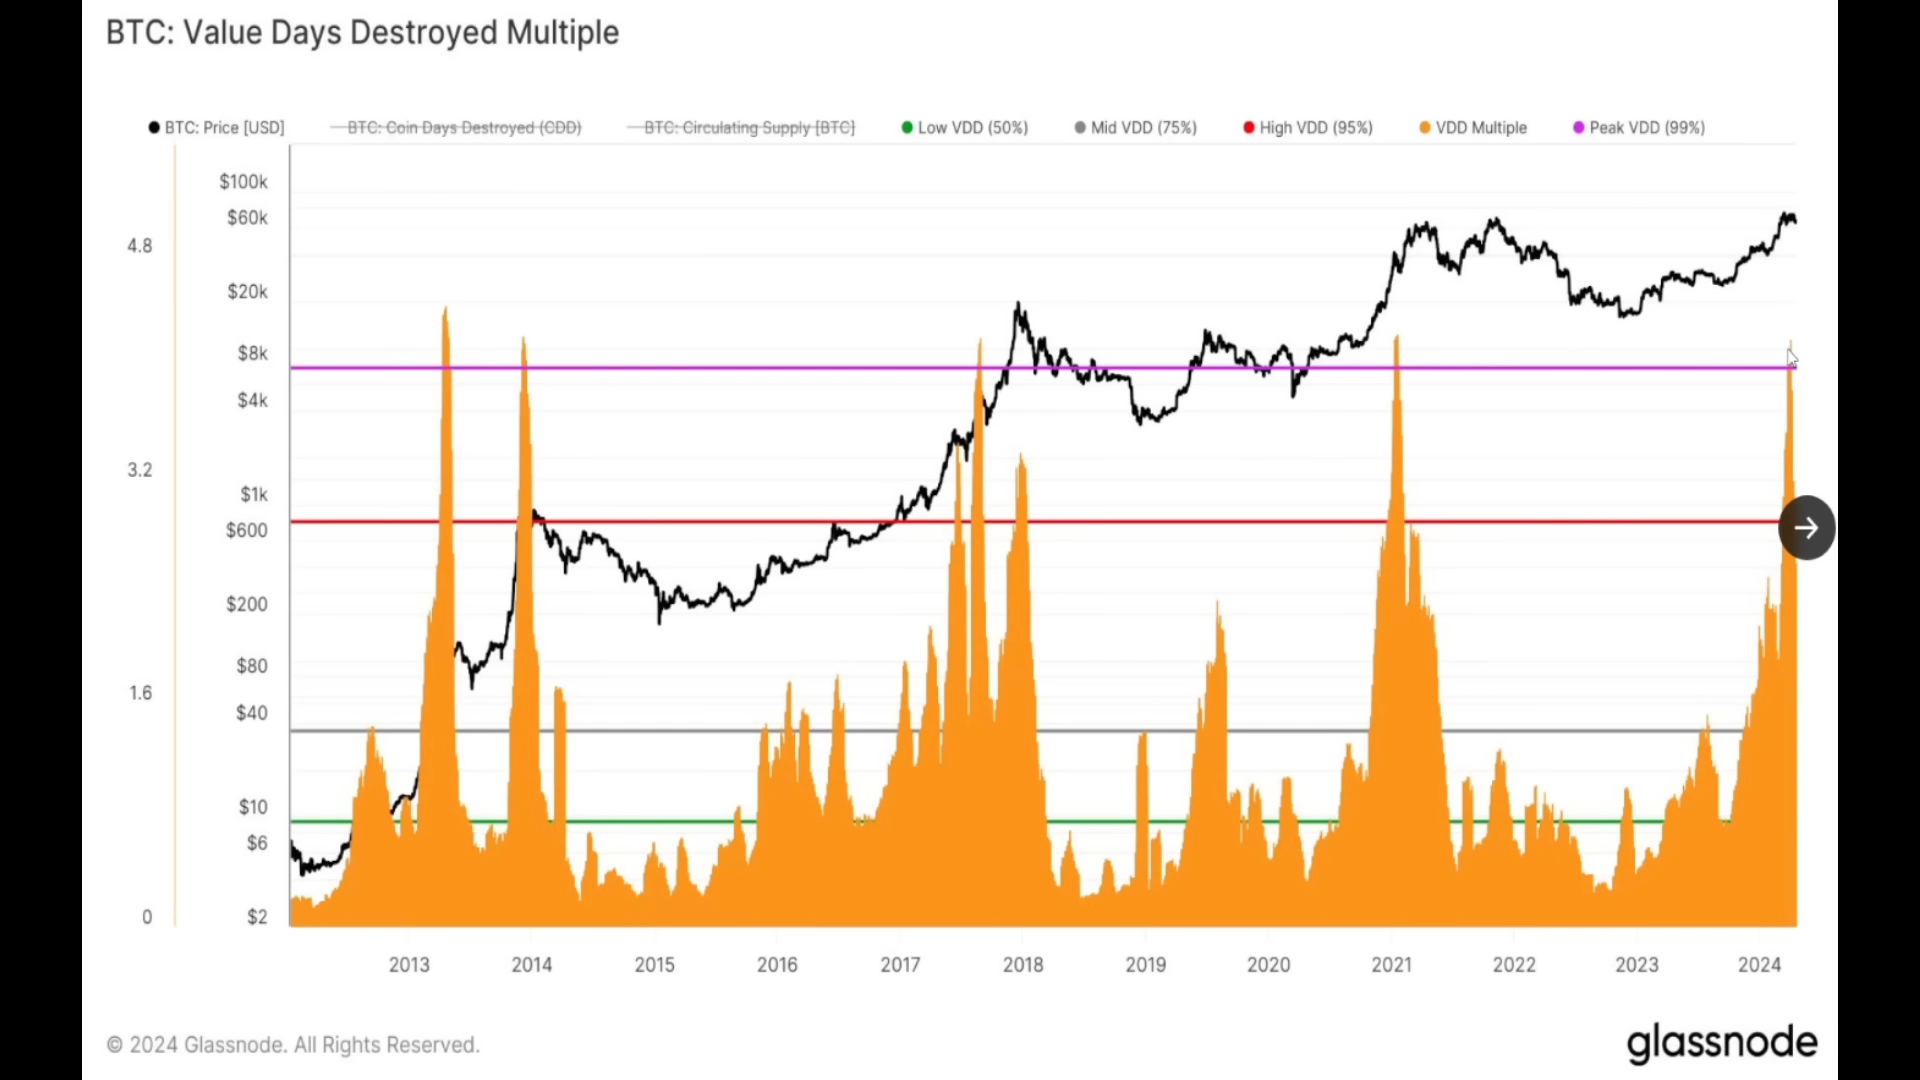 BTC: Value Days Destroyed Multiple
BTC: Price [USD] BTC: Coin Days Destroyed (CDD) BTC: Circulating Supply [BTC] Low VDD (50%) Mid VDD (75%) High VDD (95%) VDD Multiple Peak VDD (99%)
$100k
$60k
4.8
$20k
$8k
$4k
3.2
$1k
$600
$200
$80
1.6
$40
$10
$6
0 $2
2013 2014 2015 2016 2017 2018 2019 2020 2021 2022 2023 2024
© 2024 Glassnode. All Rights Reserved.
glassnode